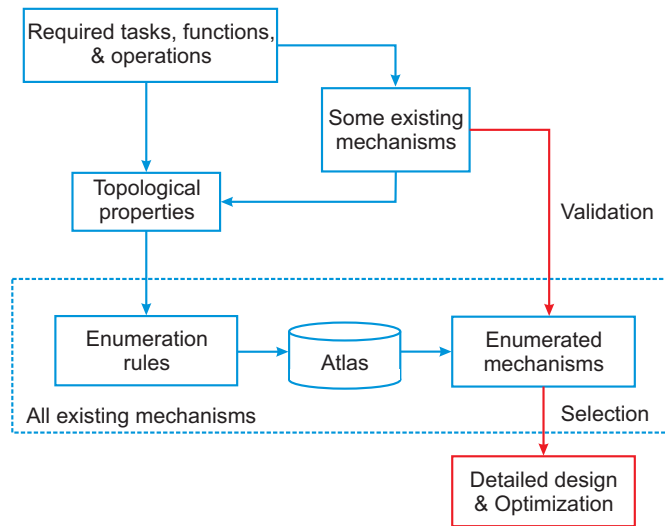 Required tasks, functions,
& operations
Some existing
mechanisms
Topological
properties
Validation
Enumeration
rules
Atlas
Enumerated
mechanisms
All existing mechanisms
Selection
Detailed design
& Optimization